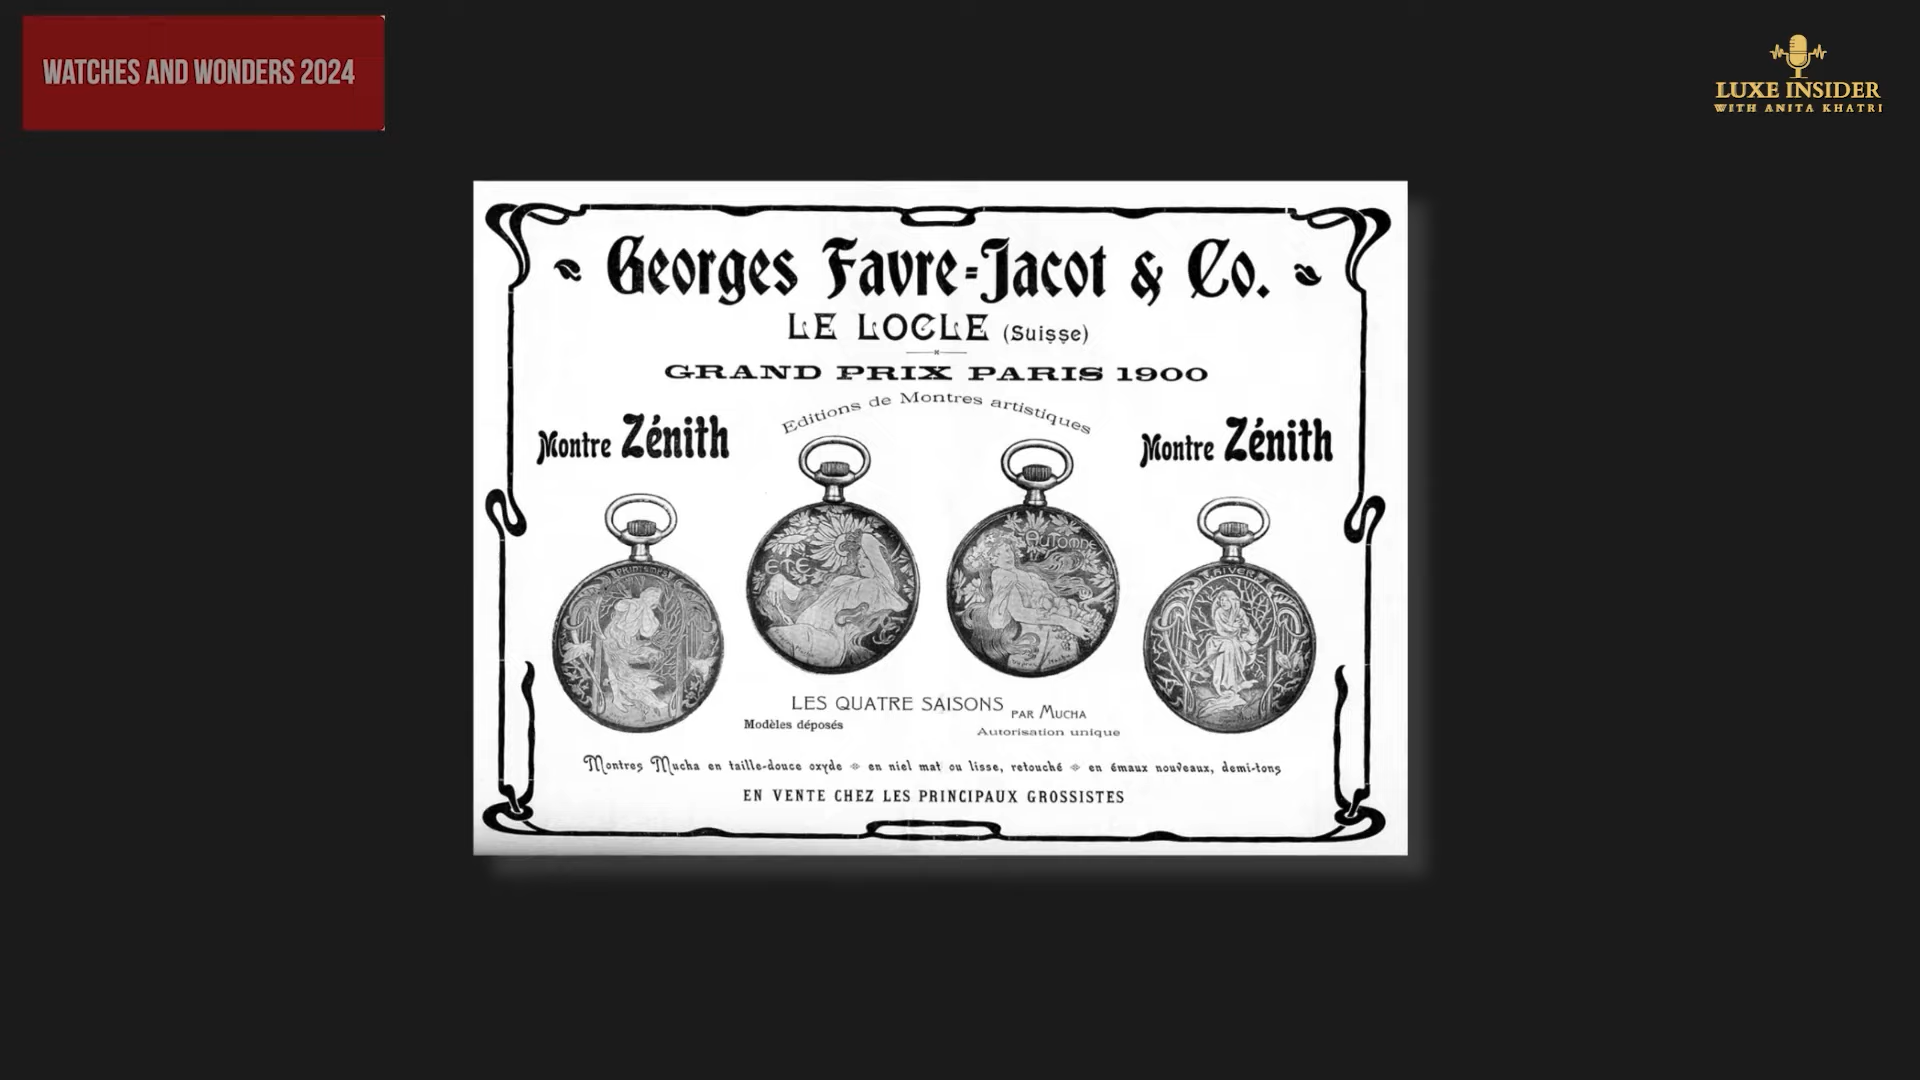 WATCHES AND WONDERS 2024
LUXE INSIDER
WITH ANITA KHATRI
Georges Favre-Jacot & Co.
LE LOCLE (Suisse)
GRAND PRIX PARIS 1900
Editions de Montres artistiques
Montre Zénith
Montre Zénith
PRINTEMPS
ÉTÉ
AUTOMNE
HIVER
LES QUATRE SAISONS PAR MUCHA
Modèles déposés
Autorisation unique
Montres Mucha en taille-douce oxyde en niel mat ou lisse, retouché en émaux nouveaux, demi-tons
EN VENTE CHEZ LES PRINCIPAUX GROSSISTES